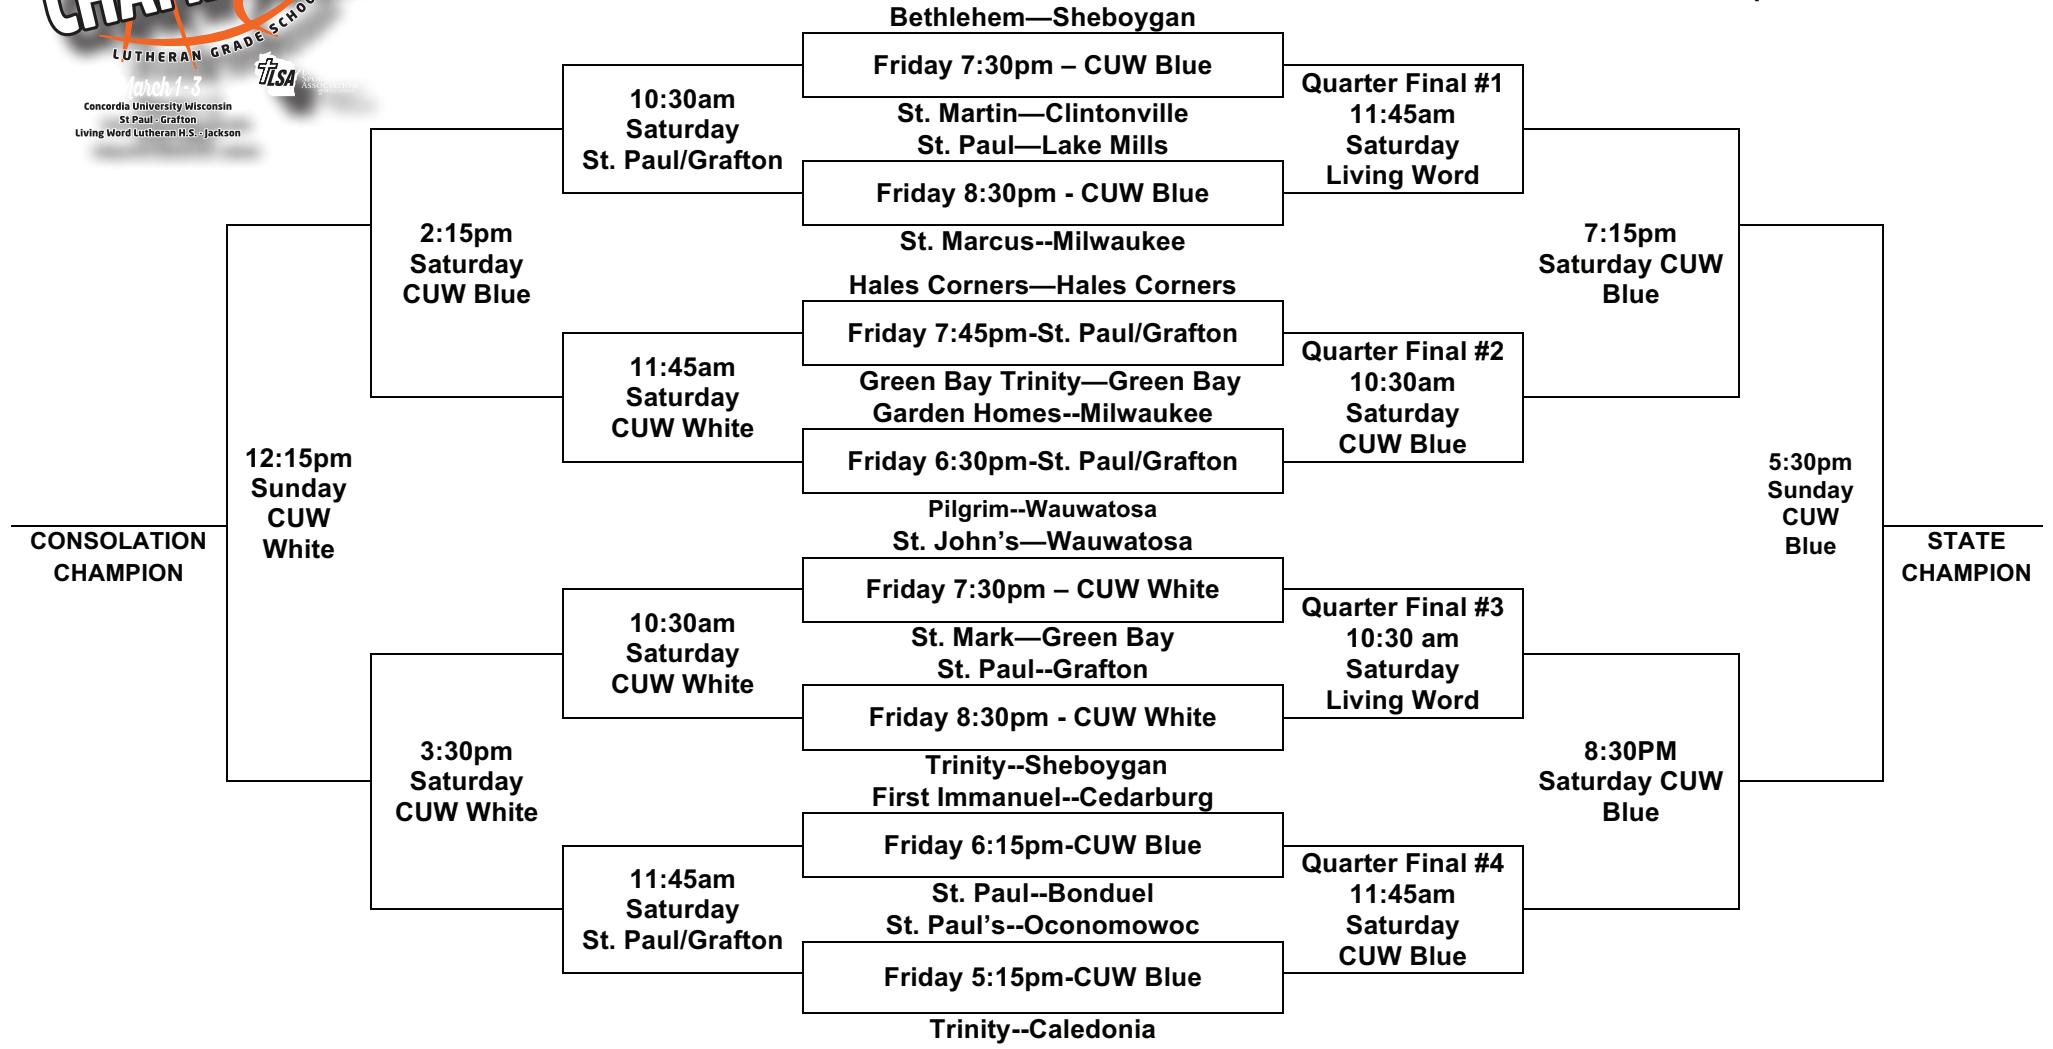 LUTHERAN GRADE SCHOOL
March 1-3
TLSA
ASSOCIATION
Concordia University Wisconsin
St Paul - Grafton
Living Word Lutheran H.S. - Jackson
Bethlehem—Sheboygan
Friday 7:30pm – CUW Blue
St. Martin—Clintonville
St. Paul—Lake Mills
Friday 8:30pm - CUW Blue
St. Marcus--Milwaukee
Hales Corners—Hales Corners
Friday 7:45pm-St. Paul/Grafton
Green Bay Trinity—Green Bay
Garden Homes--Milwaukee
Friday 6:30pm-St. Paul/Grafton
Pilgrim--Wauwatosa
St. John’s—Wauwatosa
Friday 7:30pm – CUW White
St. Mark—Green Bay
St. Paul--Grafton
Friday 8:30pm - CUW White
Trinity--Sheboygan
First Immanuel--Cedarburg
Friday 6:15pm-CUW Blue
St. Paul--Bonduel
St. Paul’s--Oconomowoc
Friday 5:15pm-CUW Blue
Trinity--Caledonia
10:30am
Saturday
St. Paul/Grafton
11:45am
Saturday
CUW White
10:30am
Saturday
CUW White
11:45am
Saturday
St. Paul/Grafton
2:15pm
Saturday
CUW Blue
3:30pm
Saturday
CUW White
12:15pm
Sunday
CUW
White
CONSOLATION
CHAMPION
Quarter Final #1
11:45am
Saturday
Living Word
Quarter Final #2
10:30am
Saturday
CUW Blue
Quarter Final #3
10:30 am
Saturday
Living Word
Quarter Final #4
11:45am
Saturday
CUW Blue
7:15pm
Saturday CUW
Blue
8:30PM
Saturday CUW
Blue
5:30pm
Sunday
CUW
Blue
STATE
CHAMPION